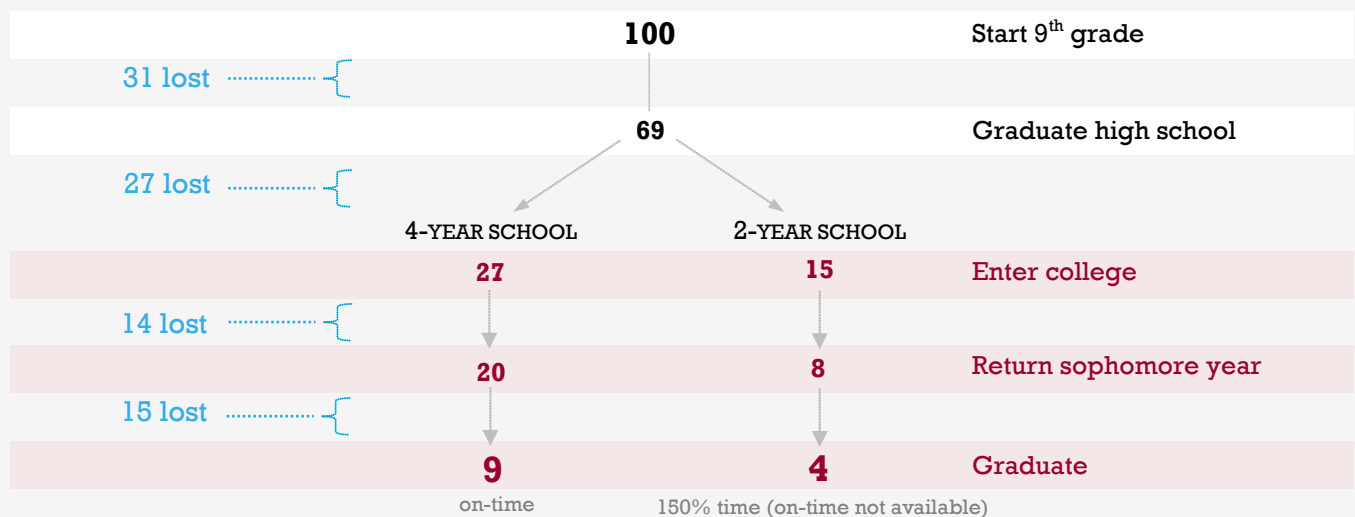 100 Start 9th grade
31 lost
69 Graduate high school
27 lost
4-YEAR SCHOOL 2-YEAR SCHOOL
27 15 Enter college
14 lost
20 8 Return sophomore year
15 lost
9 4 Graduate
on-time 150% time (on-time not available)